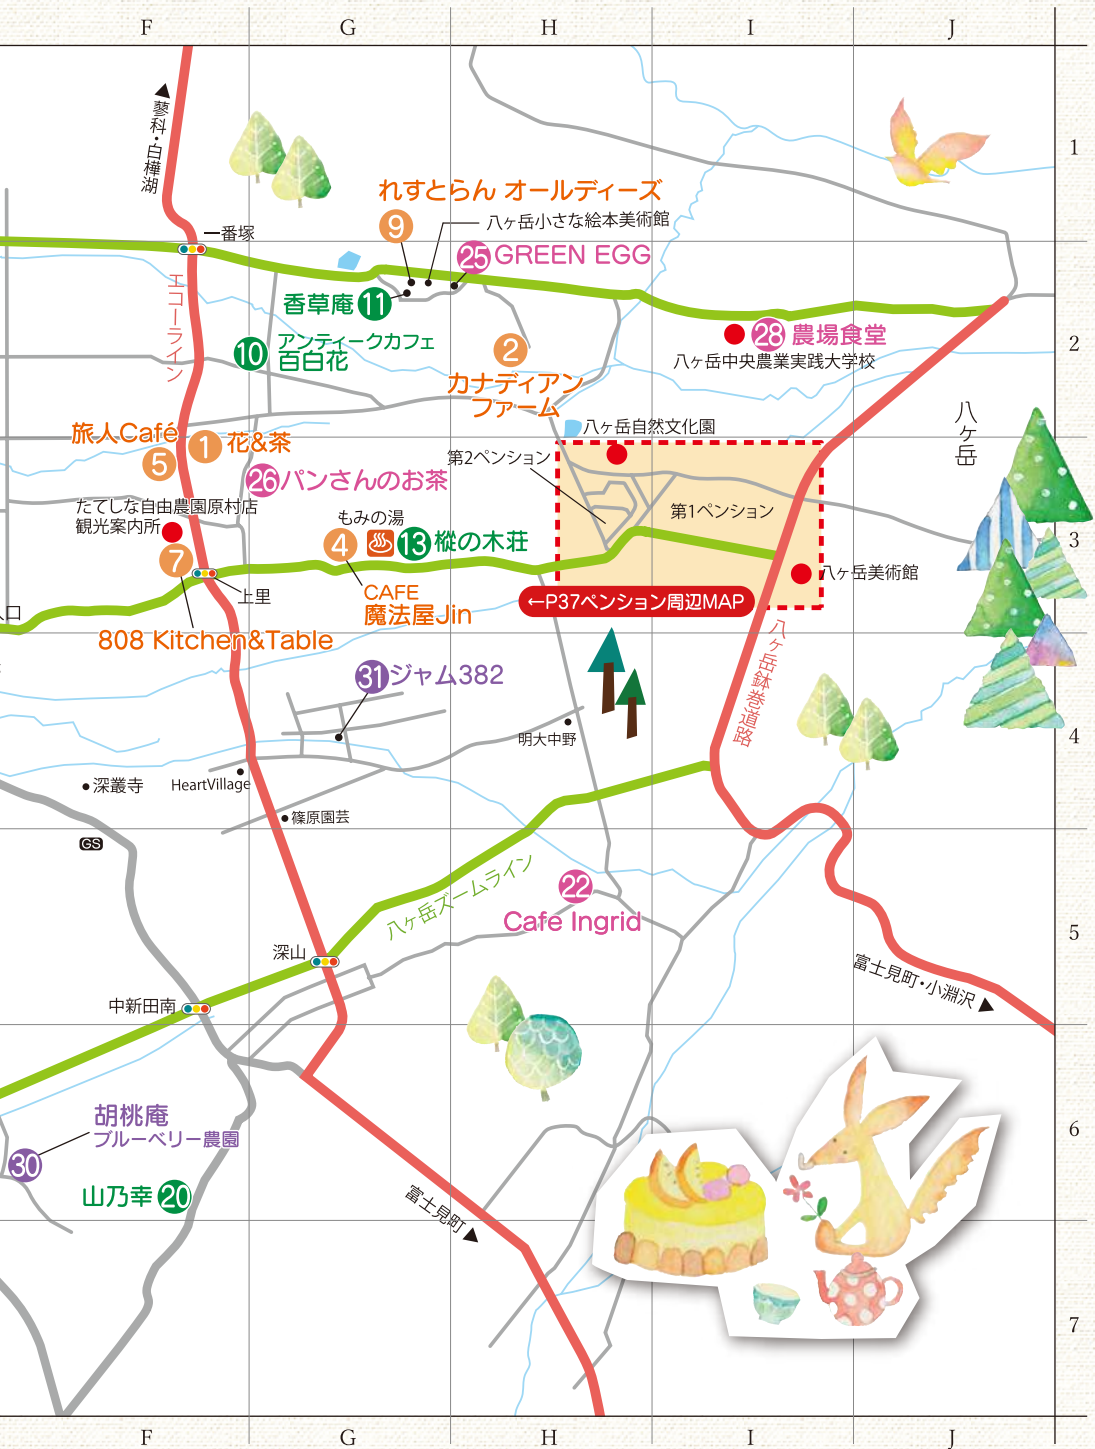 F
G
H
I
J
1
▲蓼科・白樺湖
れすとらん オールディーズ
9
八ヶ岳小さな絵本美術館
一番塚
25 GREEN EGG
エコーライン
香草庵 11
10
アンティークカフェ
百白花
2
カナディアン
ファーム
28 農場食堂
八ヶ岳中央農業実践大学校
2
八ヶ岳
旅人Café
5
1 花&茶
八ヶ岳自然文化園
第2ペンション
26 パンさんのお茶
たてしな自由農園原村店
観光案内所
第1ペンション
もみの湯
4
13 樅の木荘
3
7
上里
CAFE
魔法屋Jin
八ヶ岳美術館
←P37ペンション周辺MAP
入口
808 Kitchen&Table
八ヶ岳鉢巻道路
31 ジャム382
明大中野
4
深叢寺
HeartVillage
篠原園芸
GS
八ヶ岳ズームライン
22
Cafe Ingrid
5
深山
富士見町・小淵沢▲
中新田南
胡桃庵
ブルーベリー農園
30
6
山乃幸 20
富士見町▲
7
F
G
H
I
J